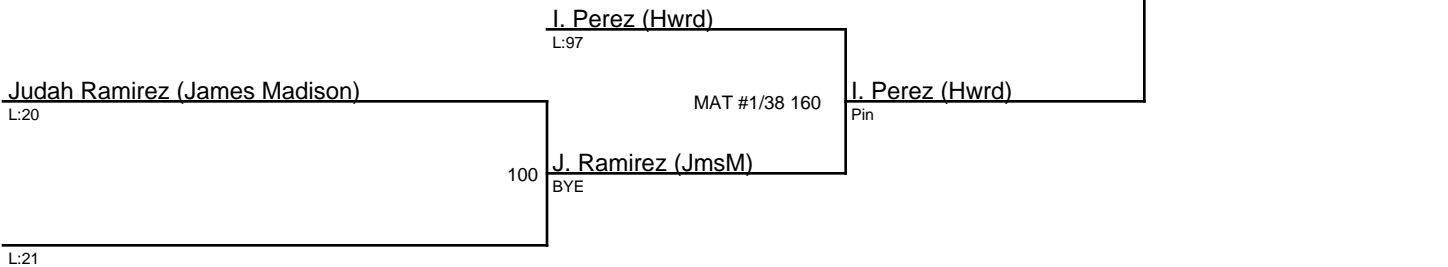 I. Perez (Hwrd)
L:97
Judah Ramirez (James Madison)
L:20
MAT #1/38 160
I. Perez (Hwrd)
Pin
100
J. Ramirez (JmsM)
BYE
L:21